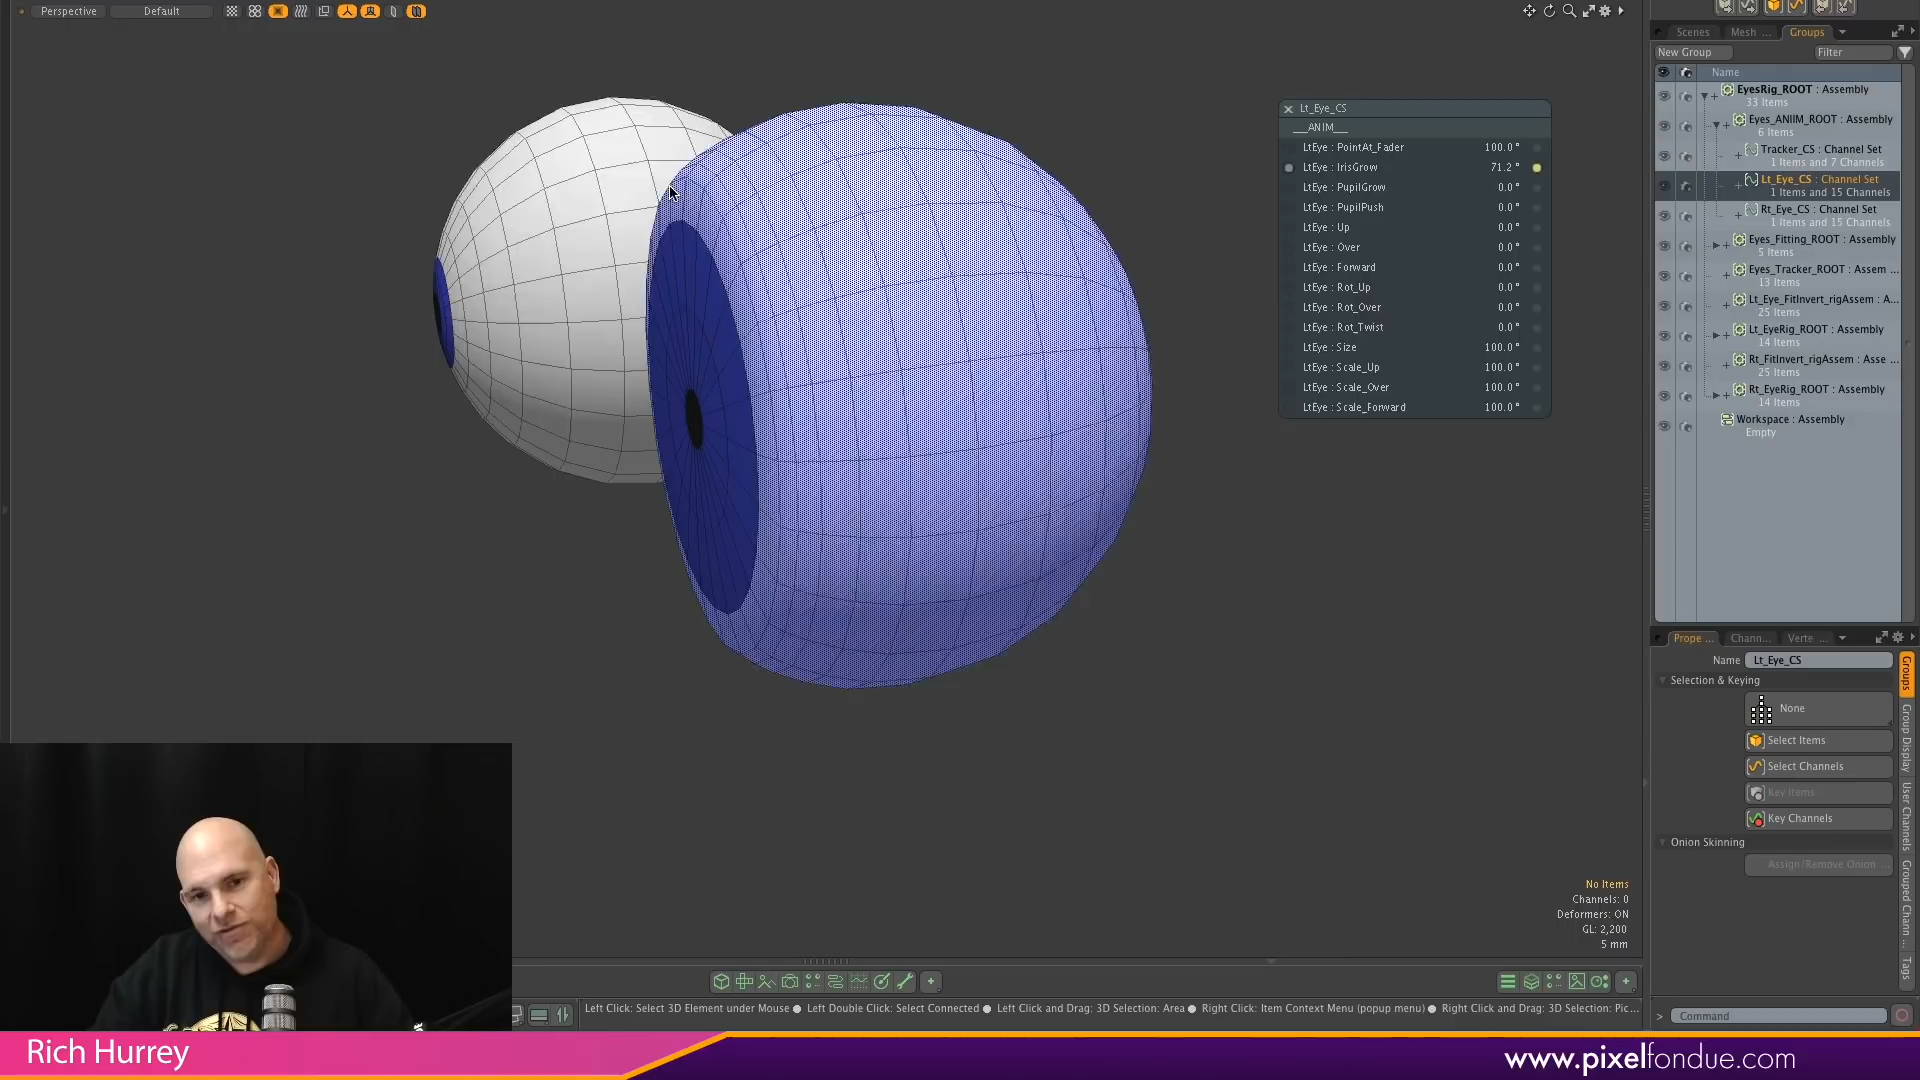 Perspective
Default
Lt_Eye_CS
__ANIM__
LtEye : PointAt_Fader 100.0 °
LtEye : IrisGrow 71.2 °
LtEye : PupilGrow 0.0 °
LtEye : PupilPush 0.0 °
LtEye : Up 0.0 °
LtEye : Over 0.0 °
LtEye : Forward 0.0 °
LtEye : Rot_Up 0.0 °
LtEye : Rot_Over 0.0 °
LtEye : Rot_Twist 0.0 °
LtEye : Size 100.0 °
LtEye : Scale_Up 100.0 °
LtEye : Scale_Over 100.0 °
LtEye : Scale_Forward 100.0 °
Scenes Mesh ... Groups
New Group Filter
Name
EyesRig_ROOT : Assembly
33 Items
Eyes_ANIIM_ROOT : Assembly
6 Items
Tracker_CS : Channel Set
1 Items and 7 Channels
Lt_Eye_CS : Channel Set
1 Items and 15 Channels
Rt_Eye_CS : Channel Set
1 Items and 15 Channels
Eyes_Fitting_ROOT : Assembly
5 Items
Eyes_Tracker_ROOT : Assem ...
13 Items
Lt_Eye_FitInvert_rigAssem : A...
25 Items
Lt_EyeRig_ROOT : Assembly
14 Items
Rt_FitInvert_rigAssem : Asse ...
25 Items
Rt_EyeRig_ROOT : Assembly
14 Items
Workspace : Assembly
Empty
Prope ... Chann... Verte ...
Name Lt_Eye_CS
Selection & Keying
None
Select Items
Select Channels
Key Items
Key Channels
Onion Skinning
Assign/Remove Onion ...
Groups
Group Display
User Channels
Grouped Chann ...
Tags
No Items
Channels: 0
Deformers: ON
GL: 2,200
5 mm
Left Click: Select 3D Element under Mouse ● Left Double Click: Select Connected ● Left Click and Drag: 3D Selection: Area ● Right Click: Item Context Menu (popup menu) ● Right Click and Drag: 3D Selection: Pic...
> Command
Rich Hurrey
www.pixelfondue.com